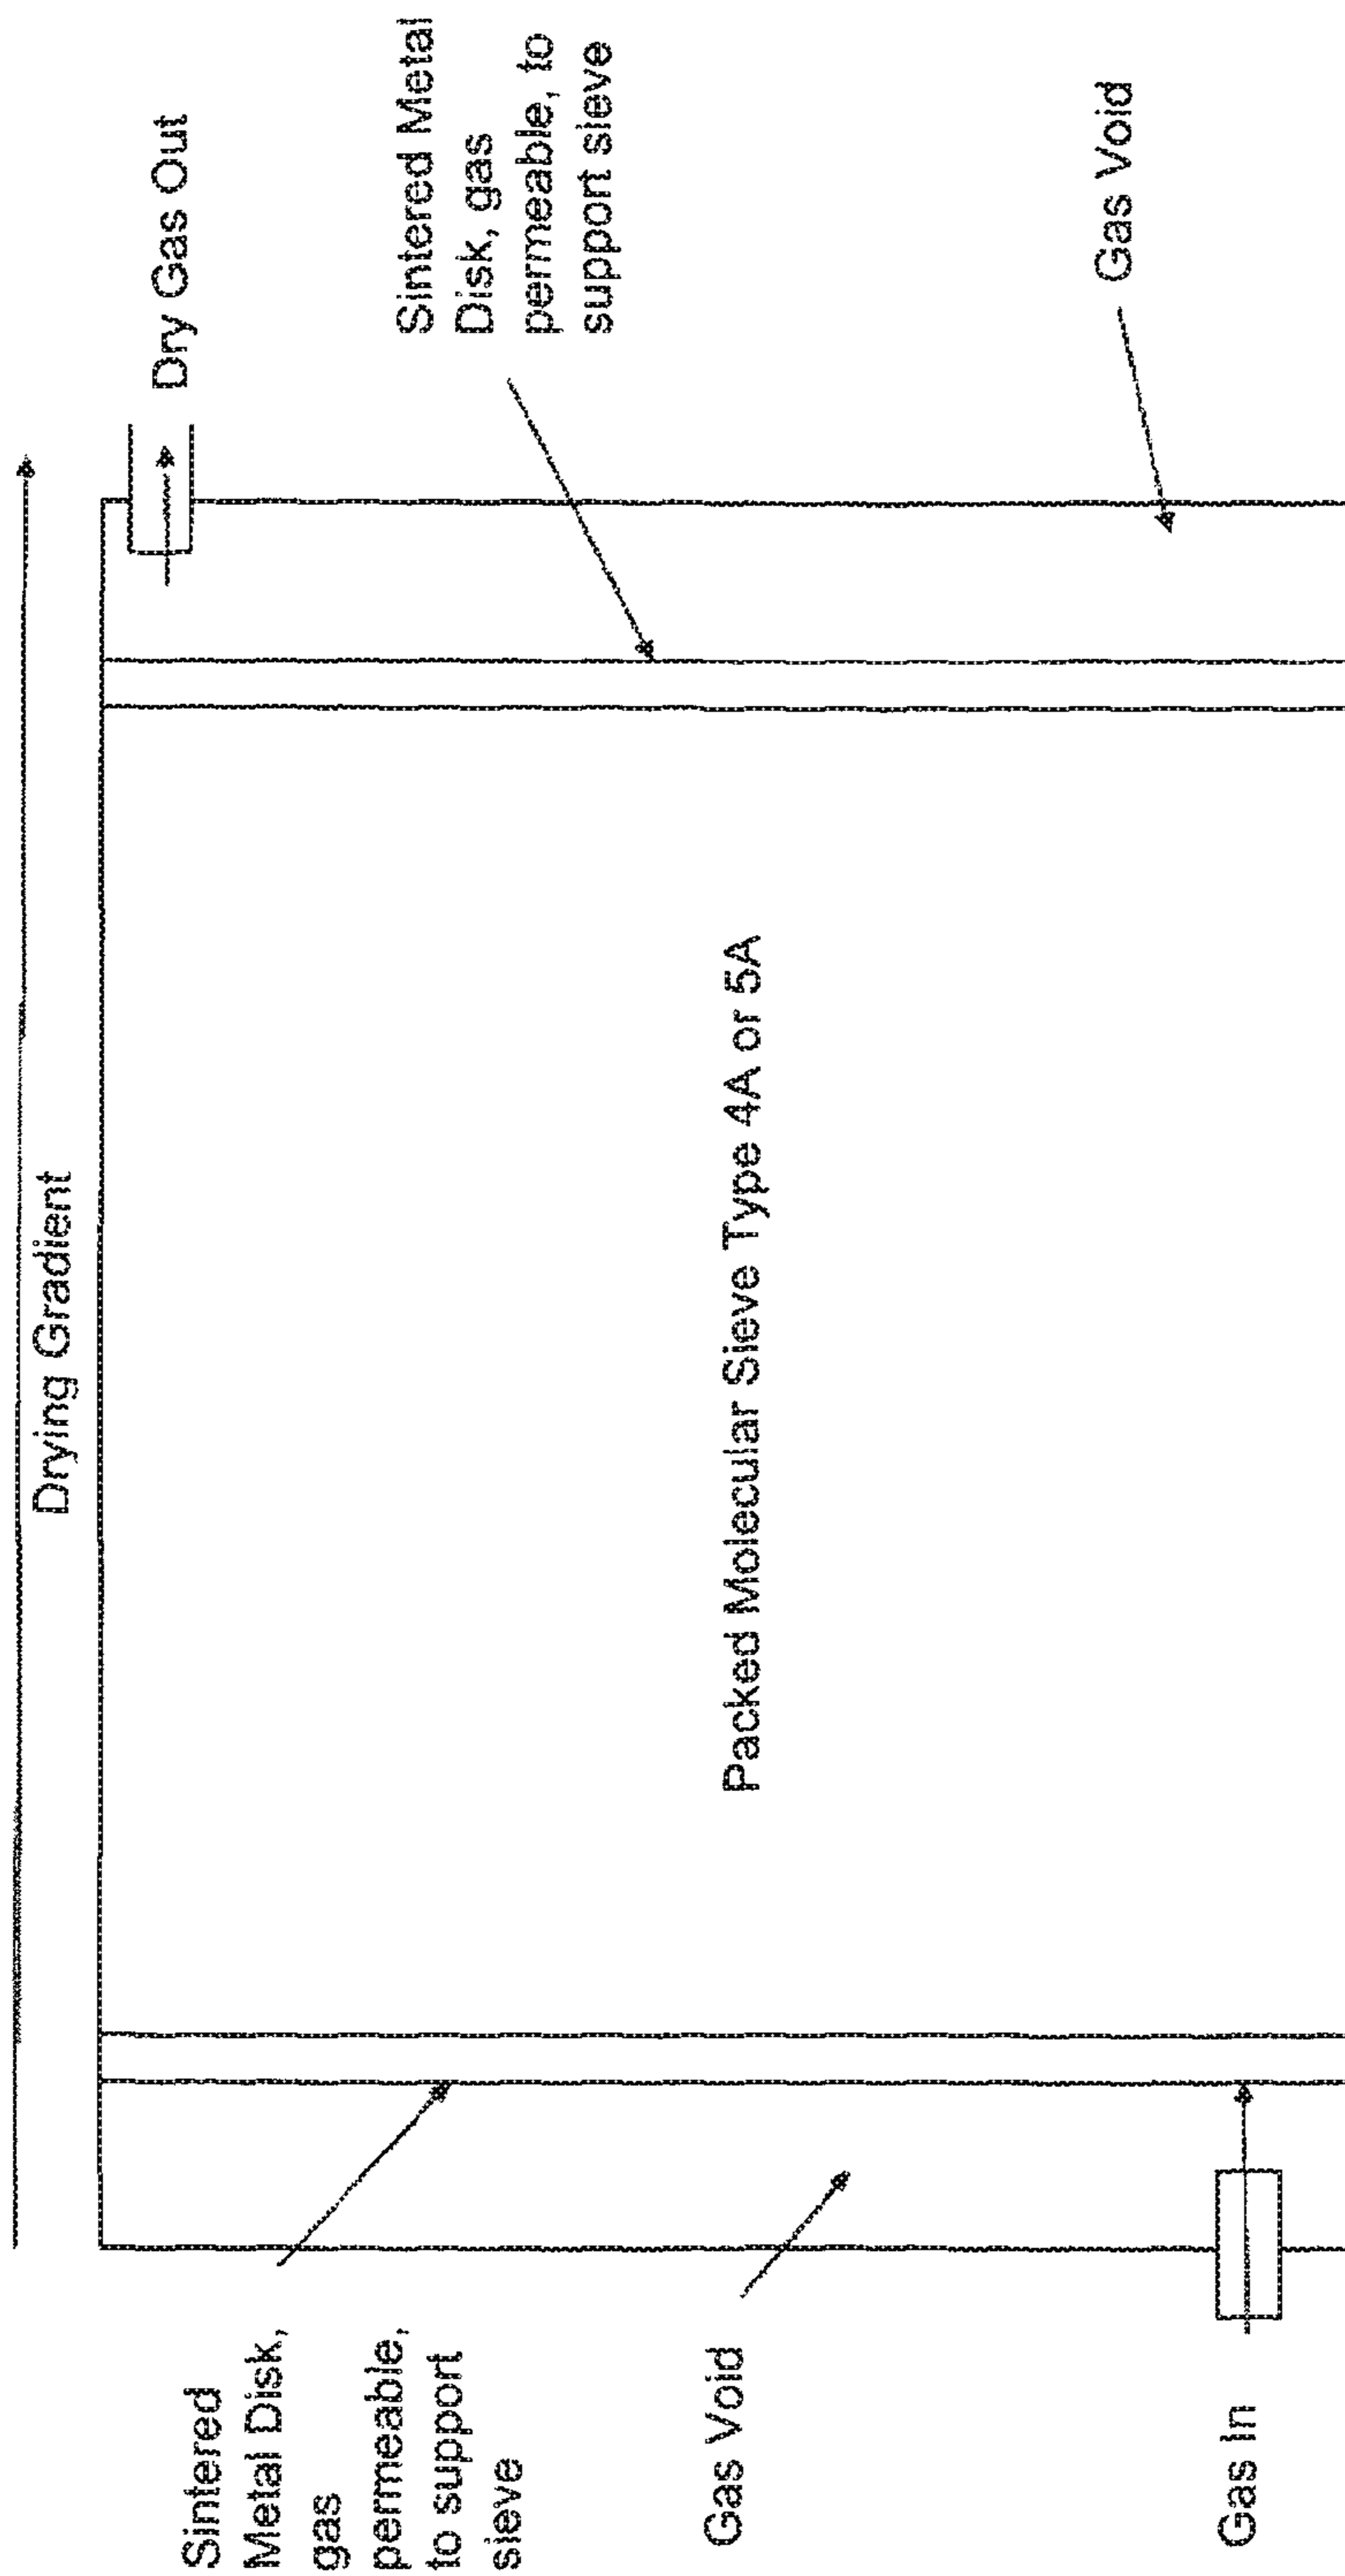 Drying Gradient
Dry Gas Out
Sintered Metal
Disk, gas
permeable, to
support sieve
Gas Void
Packed Molecular Sieve Type 4A or 5A
Sintered
Metal Disk,
gas
permeable,
to support
sieve
Gas Void
Gas In